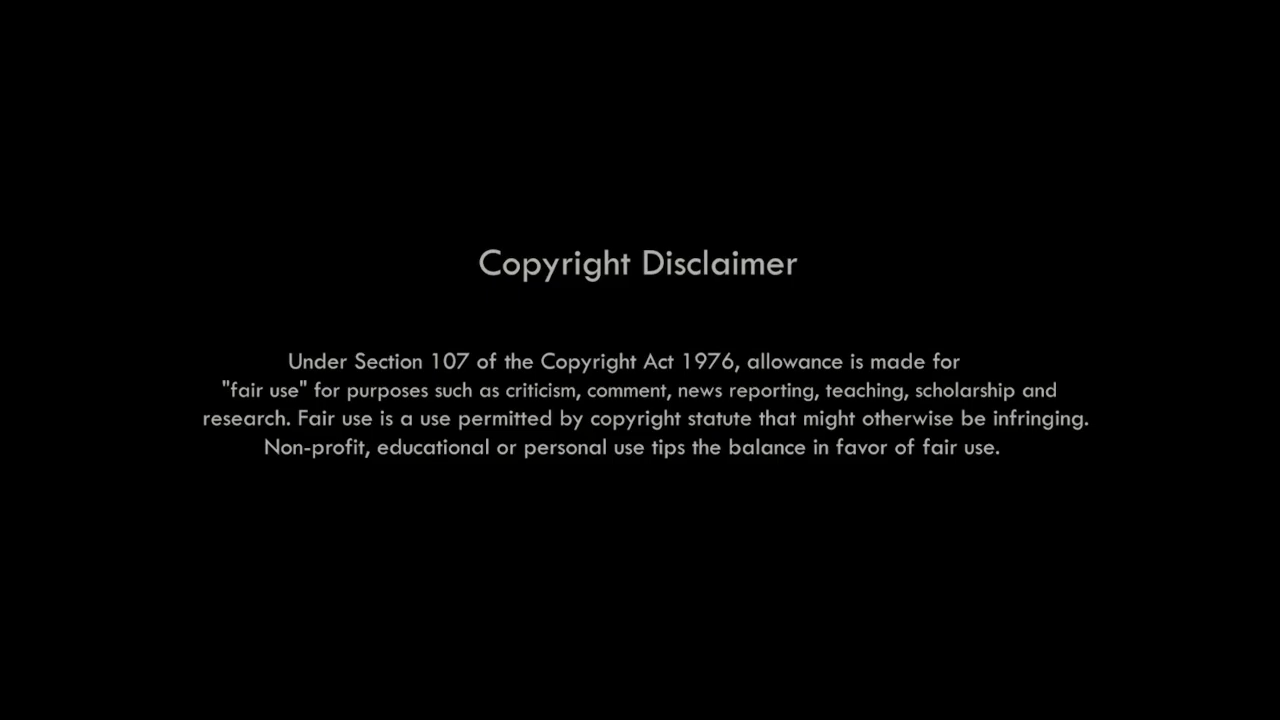 Copyright Disclaimer
Under Section 107 of the Copyright Act 1976, allowance is made for
"fair use" for purposes such as criticism, comment, news reporting, teaching, scholarship and
research. Fair use is a use permitted by copyright statute that might otherwise be infringing.
Non-profit, educational or personal use tips the balance in favor of fair use.